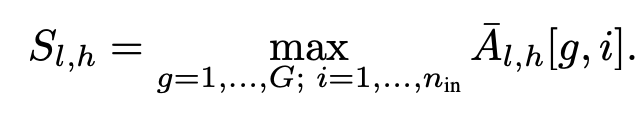 S_{l,h} = \max_{g=1,\ldots,G;\ i=1,\ldots,n_{\text{in}}} \bar{A}_{l,h}[g, i].